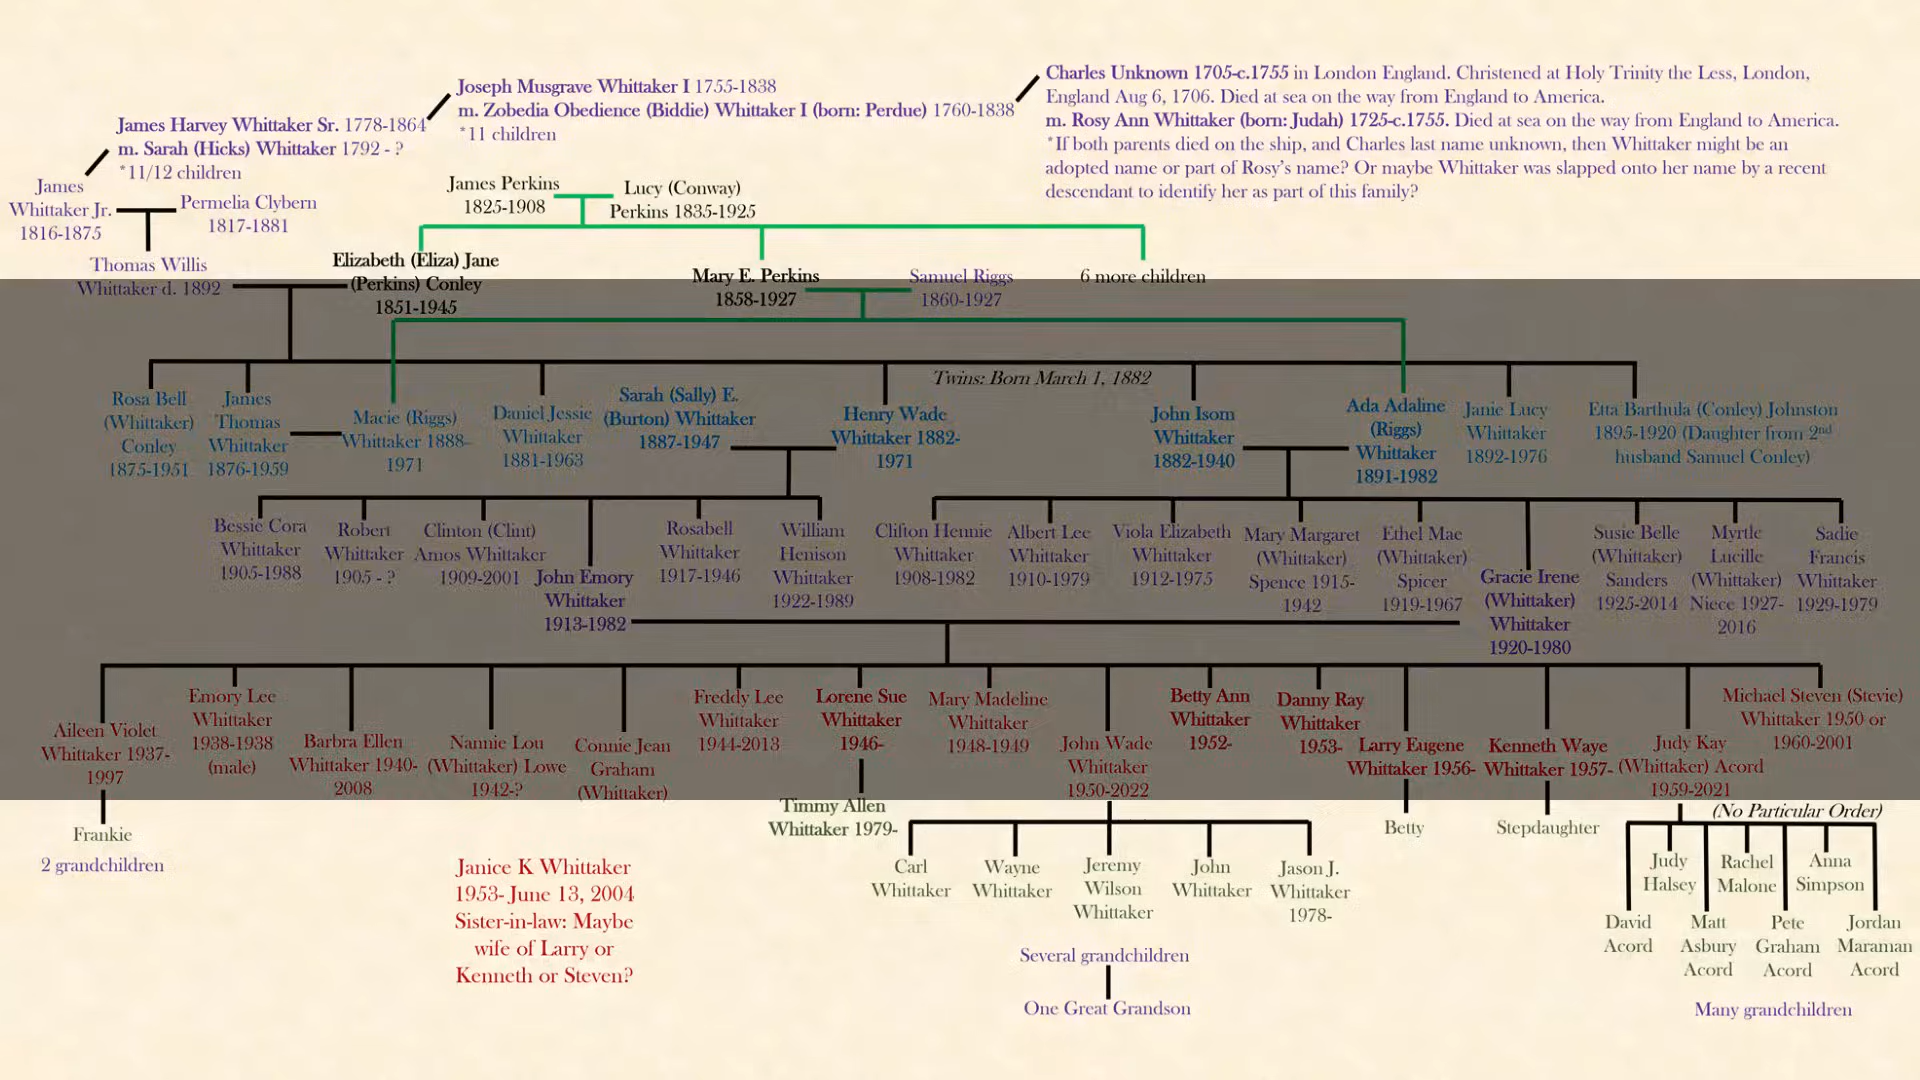 Charles Unknown 1705-c.1755 in London England. Christened at Holy Trinity the Less, London,
England Aug 6, 1706. Died at sea on the way from England to America.
m. Rosy Ann Whittaker (born: Judah) 1725-c.1755. Died at sea on the way from England to America.
*If both parents died on the ship, and Charles last name unknown, then Whittaker might be an
adopted name or part of Rosy's name? Or maybe Whittaker was slapped onto her name by a recent
descendant to identify her as part of this family?
Joseph Musgrave Whittaker I 1755-1838
m. Zobedia Obedience (Biddie) Whittaker I (born: Perdue) 1760-1838
*11 children
James Harvey Whittaker Sr. 1778-1864
m. Sarah (Hicks) Whittaker 1792 - ?
*11/12 children
James
Whittaker Jr.
1816-1875
Permelia Clybern
1817-1881
James Perkins
1825-1908
Lucy (Conway)
Perkins 1835-1925
Thomas Willis
Whittaker d. 1892
Elizabeth (Eliza) Jane
(Perkins) Conley
1851-1945
Mary E. Perkins
1858-1927
Samuel Riggs
1860-1927
6 more children
Twins: Born March 1, 1882
Rosa Bell
(Whittaker)
Conley
1875-1951
James
Thomas
Whittaker
1876-1959
Macie (Riggs)
Whittaker 1888-
1971
Daniel Jessie
Whittaker
1881-1963
Sarah (Sally) E.
(Burton) Whittaker
1887-1947
Henry Wade
Whittaker 1882-
1971
John Isom
Whittaker
1882-1940
Ada Adaline
(Riggs)
Whittaker
1891-1982
Janie Lucy
Whittaker
1892-1976
Etta Barthula (Conley) Johnston
1895-1920 (Daughter from 2nd
husband Samuel Conley)
Bessie Cora
Whittaker
1905-1988
Robert
Whittaker
1905 - ?
Clinton (Clint)
Amos Whittaker
1909-2001
John Emory
Whittaker
1913-1982
Rosabell
Whittaker
1917-1946
William
Henison
Whittaker
1922-1989
Clifton Hennie
Whittaker
1908-1982
Albert Lee
Whittaker
1910-1979
Viola Elizabeth
Whittaker
1912-1975
Mary Margaret
(Whittaker)
Spence 1915-
1942
Ethel Mae
(Whittaker)
Spicer
1919-1967
Gracie Irene
(Whittaker)
Whittaker
1920-1980
Susie Belle
(Whittaker)
Sanders
1925-2014
Myrtle
Lucille
(Whittaker)
Niece 1927-
2016
Sadie
Francis
Whittaker
1929-1979
Aileen Violet
Whittaker 1937-
1997
Emory Lee
Whittaker
1938-1938
(male)
Barbra Ellen
Whittaker 1940-
2008
Nannie Lou
(Whittaker) Lowe
1942-?
Connie Jean
Graham
(Whittaker)
Freddy Lee
Whittaker
1944-2013
Lorene Sue
Whittaker
1946-
Mary Madeline
Whittaker
1948-1949
John Wade
Whittaker
1950-2022
Betty Ann
Whittaker
1952-
Danny Ray
Whittaker
1953-
Larry Eugene
Whittaker 1956-
Kenneth Waye
Whittaker 1957-
Judy Kay
(Whittaker) Acord
1959-2021
Michael Steven (Stevie)
Whittaker 1950 or
1960-2001
Frankie
2 grandchildren
Janice K Whittaker
1953- June 13, 2004
Sister-in-law: Maybe
wife of Larry or
Kenneth or Steven?
Timmy Allen
Whittaker 1979-
Carl
Whittaker
Wayne
Whittaker
Jeremy
Wilson
Whittaker
John
Whittaker
Jason J.
Whittaker
1978-
Several grandchildren
One Great Grandson
Betty
Stepdaughter
(No Particular Order)
David
Acord
Judy
Halsey
Matt
Asbury
Acord
Rachel
Malone
Pete
Graham
Acord
Anna
Simpson
Jordan
Maraman
Acord
Many grandchildren